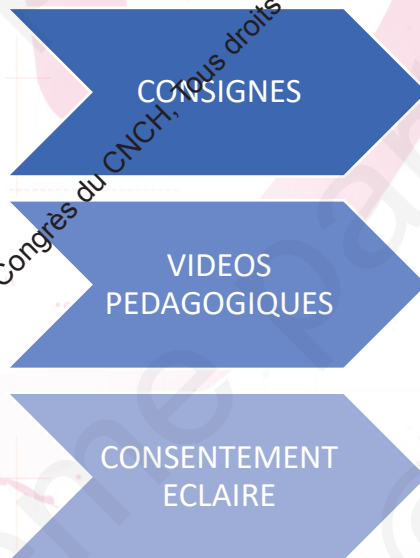 CONSIGNES
Congrès du CNCH, Tous droits
VIDEOS
PEDAGOGIQUES
CONSENTEMENT
ECLAIRE